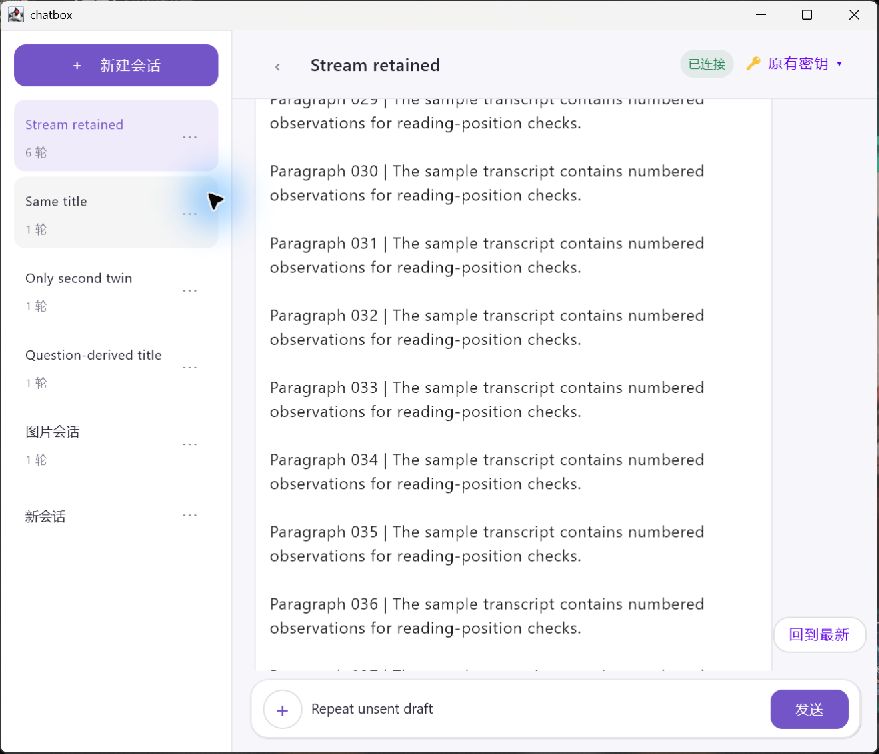 chatbox
+ 新建会话
Stream retained
6 轮
Same title
1 轮
Only second twin
1 轮
Question-derived title
1 轮
图片会话
1 轮
新会话
Stream retained
已连接
原有密钥
Paragraph 029 | The sample transcript contains numbered
observations for reading-position checks.
Paragraph 030 | The sample transcript contains numbered
observations for reading-position checks.
Paragraph 031 | The sample transcript contains numbered
observations for reading-position checks.
Paragraph 032 | The sample transcript contains numbered
observations for reading-position checks.
Paragraph 033 | The sample transcript contains numbered
observations for reading-position checks.
Paragraph 034 | The sample transcript contains numbered
observations for reading-position checks.
Paragraph 035 | The sample transcript contains numbered
observations for reading-position checks.
Paragraph 036 | The sample transcript contains numbered
observations for reading-position checks.
回到最新
+ Repeat unsent draft
发送